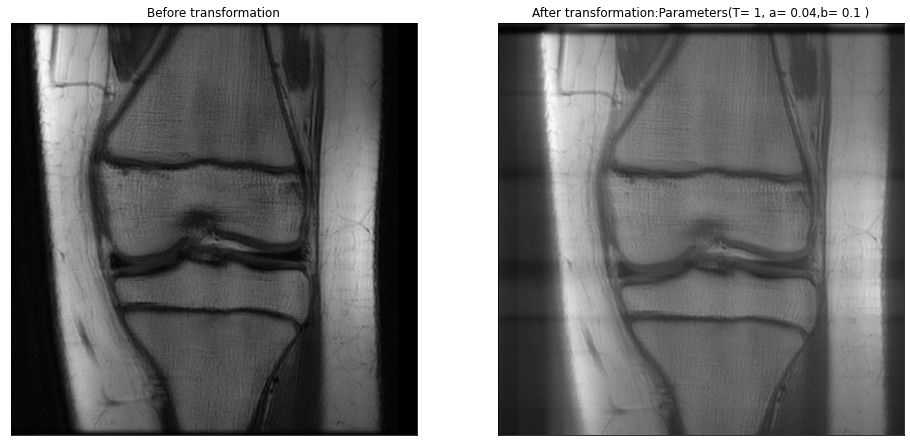 Before transformation
After transformation:Parameters(T= 1, a= 0.04,b= 0.1 )